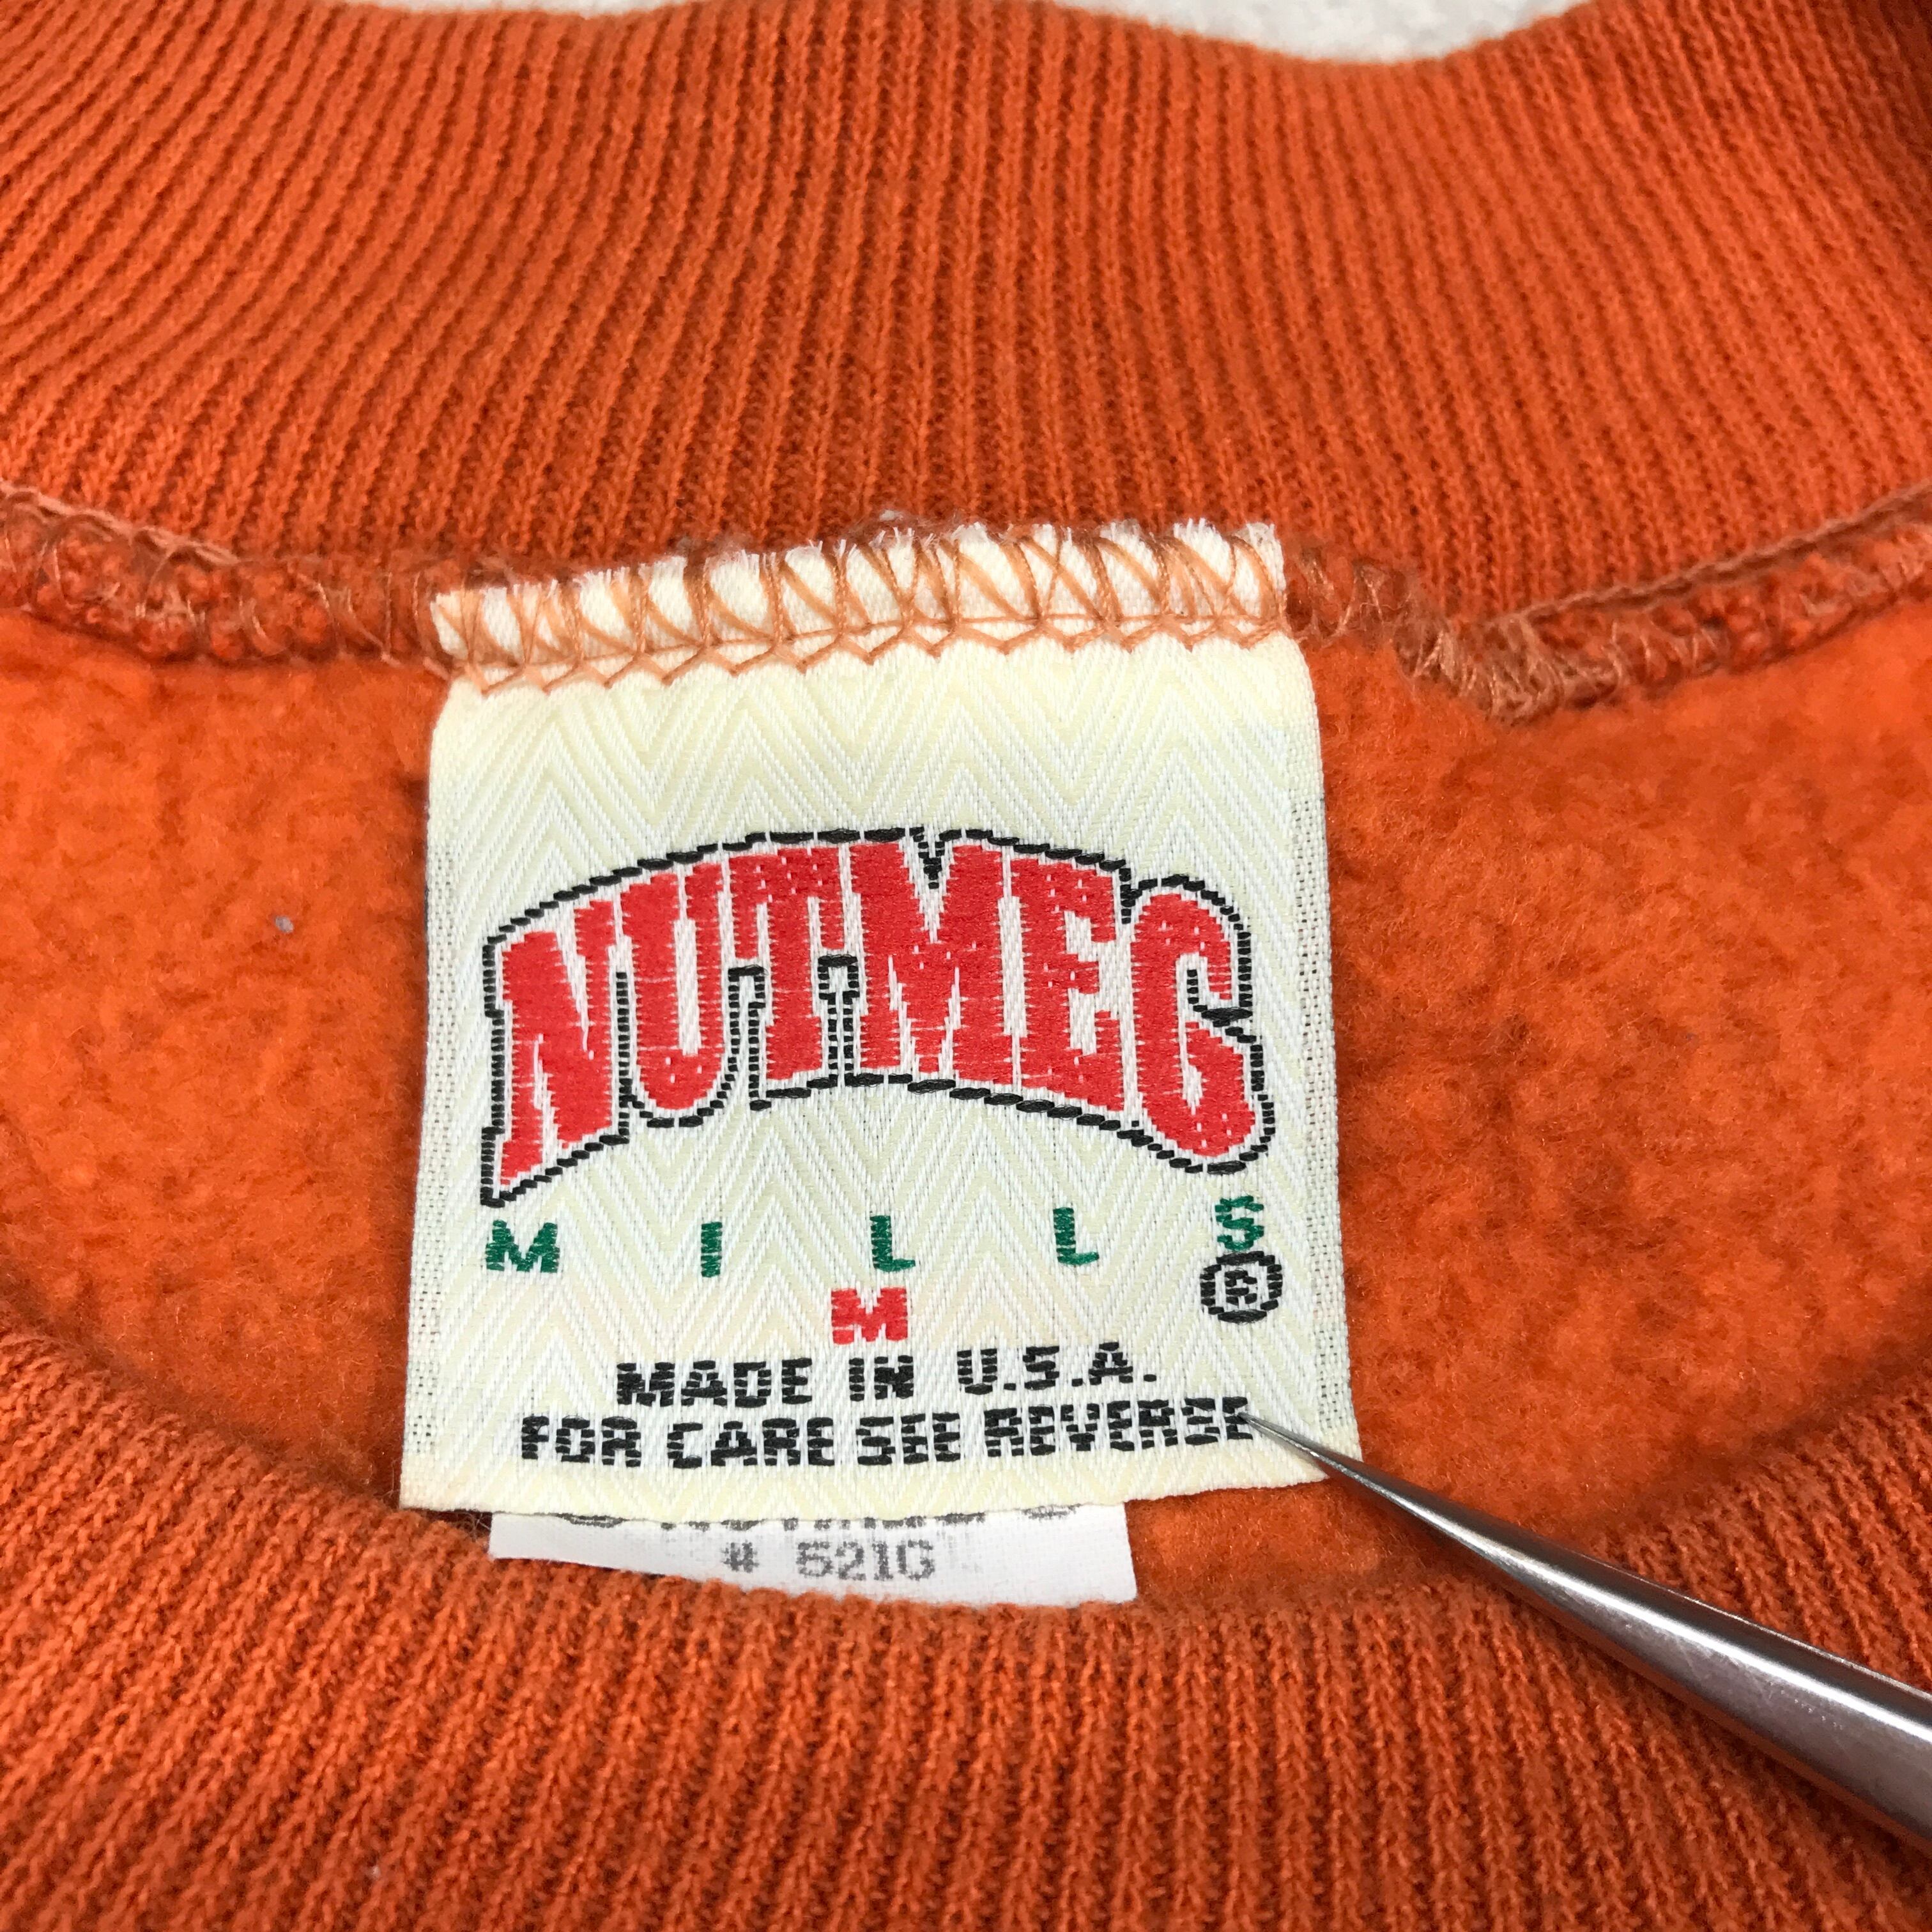 NUTMEG
MILLS
®
M
MADE IN U.S.A.
FOR CARE SEE REVERSE
# 521G